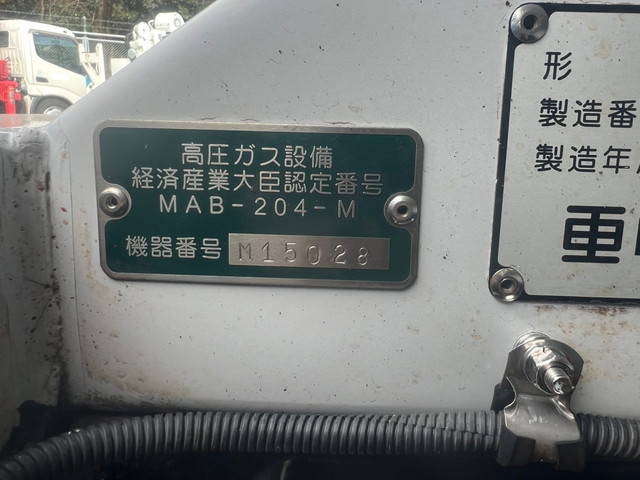 高圧ガス設備
経済産業大臣認定番号
MAB-204-M
機器番号 M15028
形
製造番
製造年
重